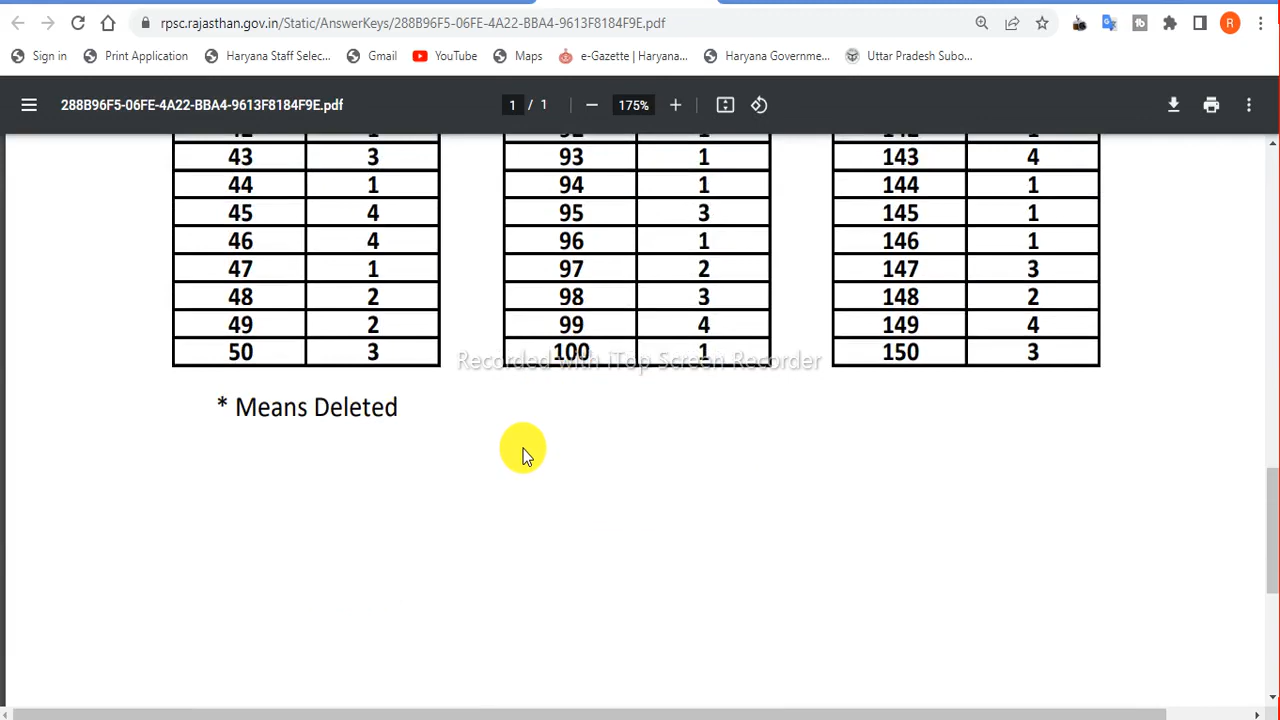 rpsc.rajasthan.gov.in/Static/AnswerKeys/288B96F5-06FE-4A22-BBA4-9613F8184F9E.pdf
R
Sign in Print Application Haryana Staff Selec... Gmail YouTube Maps e-Gazette | Haryana... Haryana Governme... Uttar Pradesh Subo...
288B96F5-06FE-4A22-BBA4-9613F8184F9E.pdf 1 / 1 175%
43 3 93 1 143 4
44 1 94 1 144 1
45 4 95 3 145 1
46 4 96 1 146 1
47 1 97 2 147 3
48 2 98 3 148 2
49 2 99 4 149 4
50 3 100 1 150 3
Recorded with iTop Screen Recorder
* Means Deleted